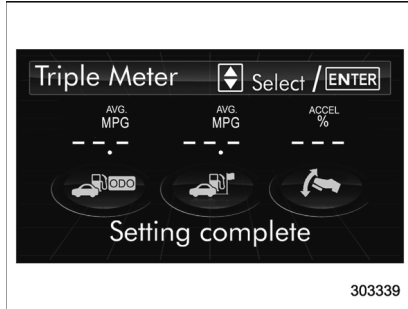 Triple Meter Select / ENTER
AVG. AVG. ACCEL
MPG MPG %
--.- --.- ---
ODO
Setting complete
303339